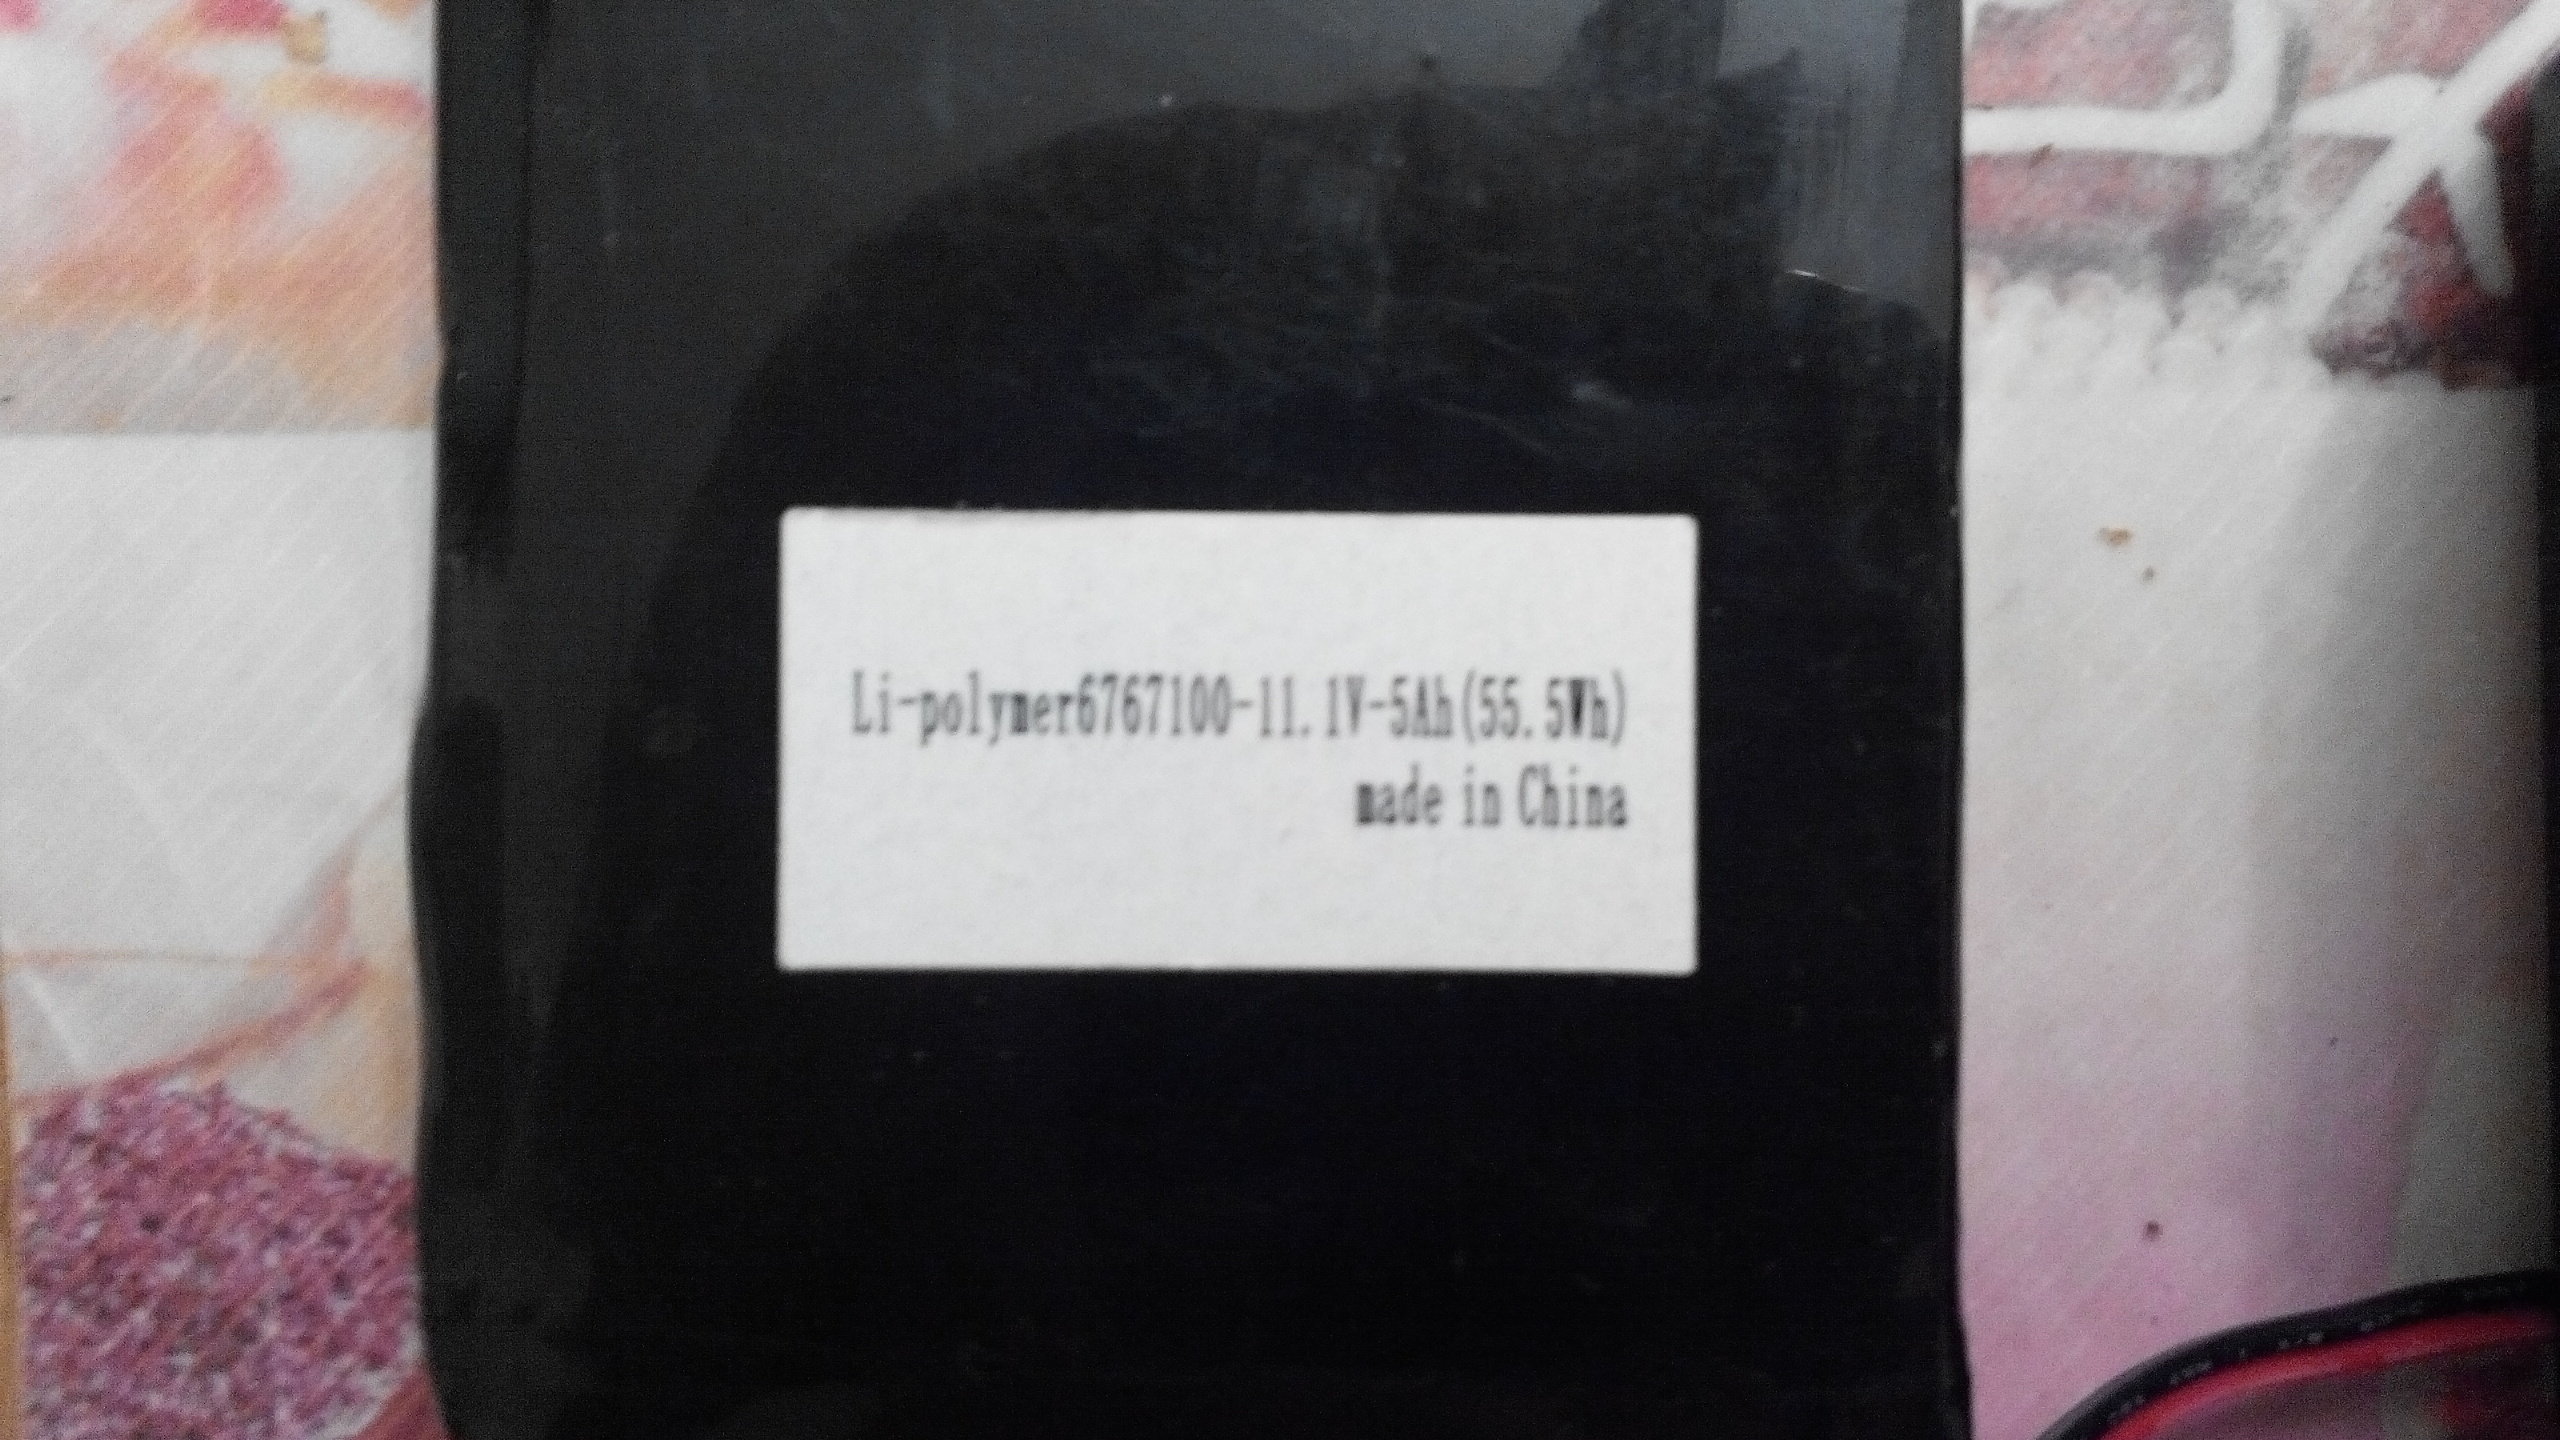 Li-polymer6767100-11.1V-5Ah(55.5Wh)
made in China